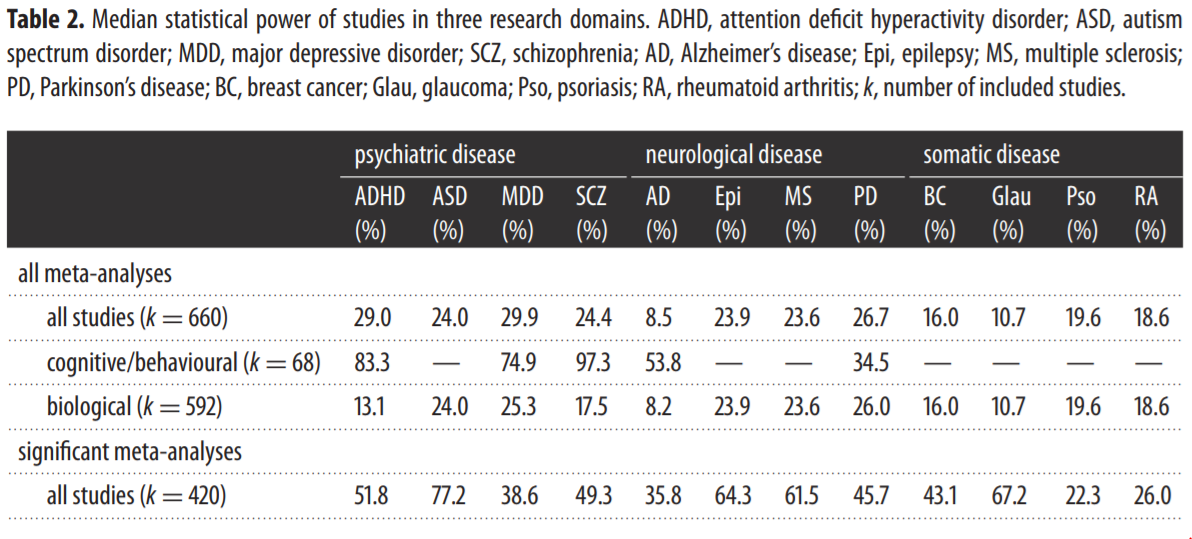 Table 2. Median statistical power of studies in three research domains. ADHD, attention deficit hyperactivity disorder; ASD, autism
spectrum disorder; MDD, major depressive disorder; SCZ, schizophrenia; AD, Alzheimer’s disease; Epi, epilepsy; MS, multiple sclerosis;
PD, Parkinson’s disease; BC, breast cancer; Glau, glaucoma; Pso, psoriasis; RA, rheumatoid arthritis; k, number of included studies.
psychiatric disease neurological disease somatic disease
ADHD ASD MDD SCZ AD Epi MS PD BC Glau Pso RA
(%) (%) (%) (%) (%) (%) (%) (%) (%) (%) (%) (%)
all meta-analyses
all studies (k = 660) 29.0 24.0 29.9 24.4 8.5 23.9 23.6 26.7 16.0 10.7 19.6 18.6
cognitive/behavioural (k = 68) 83.3 — 74.9 97.3 53.8 — — 34.5 — — — —
biological (k = 592) 13.1 24.0 25.3 17.5 8.2 23.9 23.6 26.0 16.0 10.7 19.6 18.6
significant meta-analyses
all studies (k = 420) 51.8 77.2 38.6 49.3 35.8 64.3 61.5 45.7 43.1 67.2 22.3 26.0